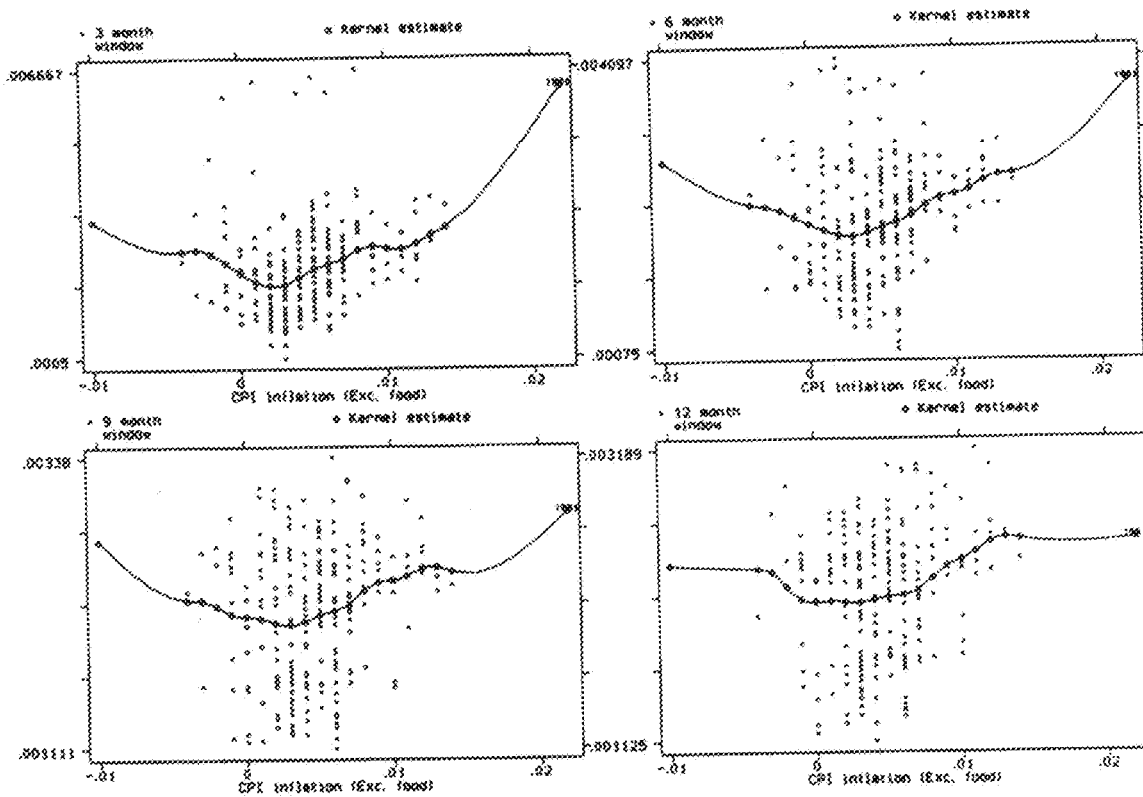 3 month window
Kernel estimate
.006667
.0005
-.01
0
.01
.02
CPI inflation (Exc. food)
6 month window
Kernel estimate
.004097
.00075
-.01
0
.01
.02
CPI inflation (Exc. food)
9 month window
Kernel estimate
.00338
.001113
-.01
0
.01
.02
CPI inflation (Exc. food)
12 month window
Kernel estimate
.003189
.001125
-.01
0
.01
.02
CPI inflation (Exc. food)